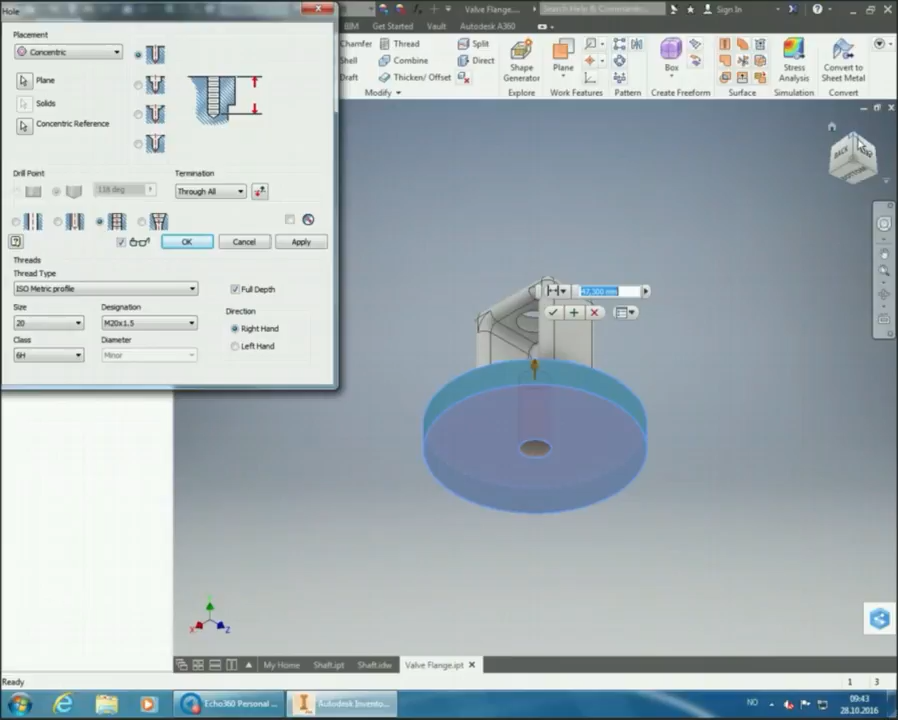 Hole
Valve Flange....
Search Help & Commands...
Sign In
BIM
Get Started
Vault
Autodesk A360
Placement
Concentric
Plane
Solids
Concentric Reference
Chamfer
Thread
Split
Shell
Combine
Direct
Draft
Thicken/ Offset
Modify
Shape Generator
Explore
Plane
Work Features
Pattern
Box
Create Freeform
Surface
Stress Analysis
Simulation
Convert to Sheet Metal
Convert
Drill Point
118 deg
Termination
Through All
OK
Cancel
Apply
Threads
Thread Type
ISO Metric profile
Full Depth
Size
20
Designation
M20x1.5
Direction
Right Hand
Left Hand
Class
6H
Diameter
Minor
BACK
My Home
Shaft.ipt
Shaft.idw
Valve Flange.ipt
Ready
1
3
Echo360 Personal ...
Autodesk Invento...
NO
09:43
28.10.2016